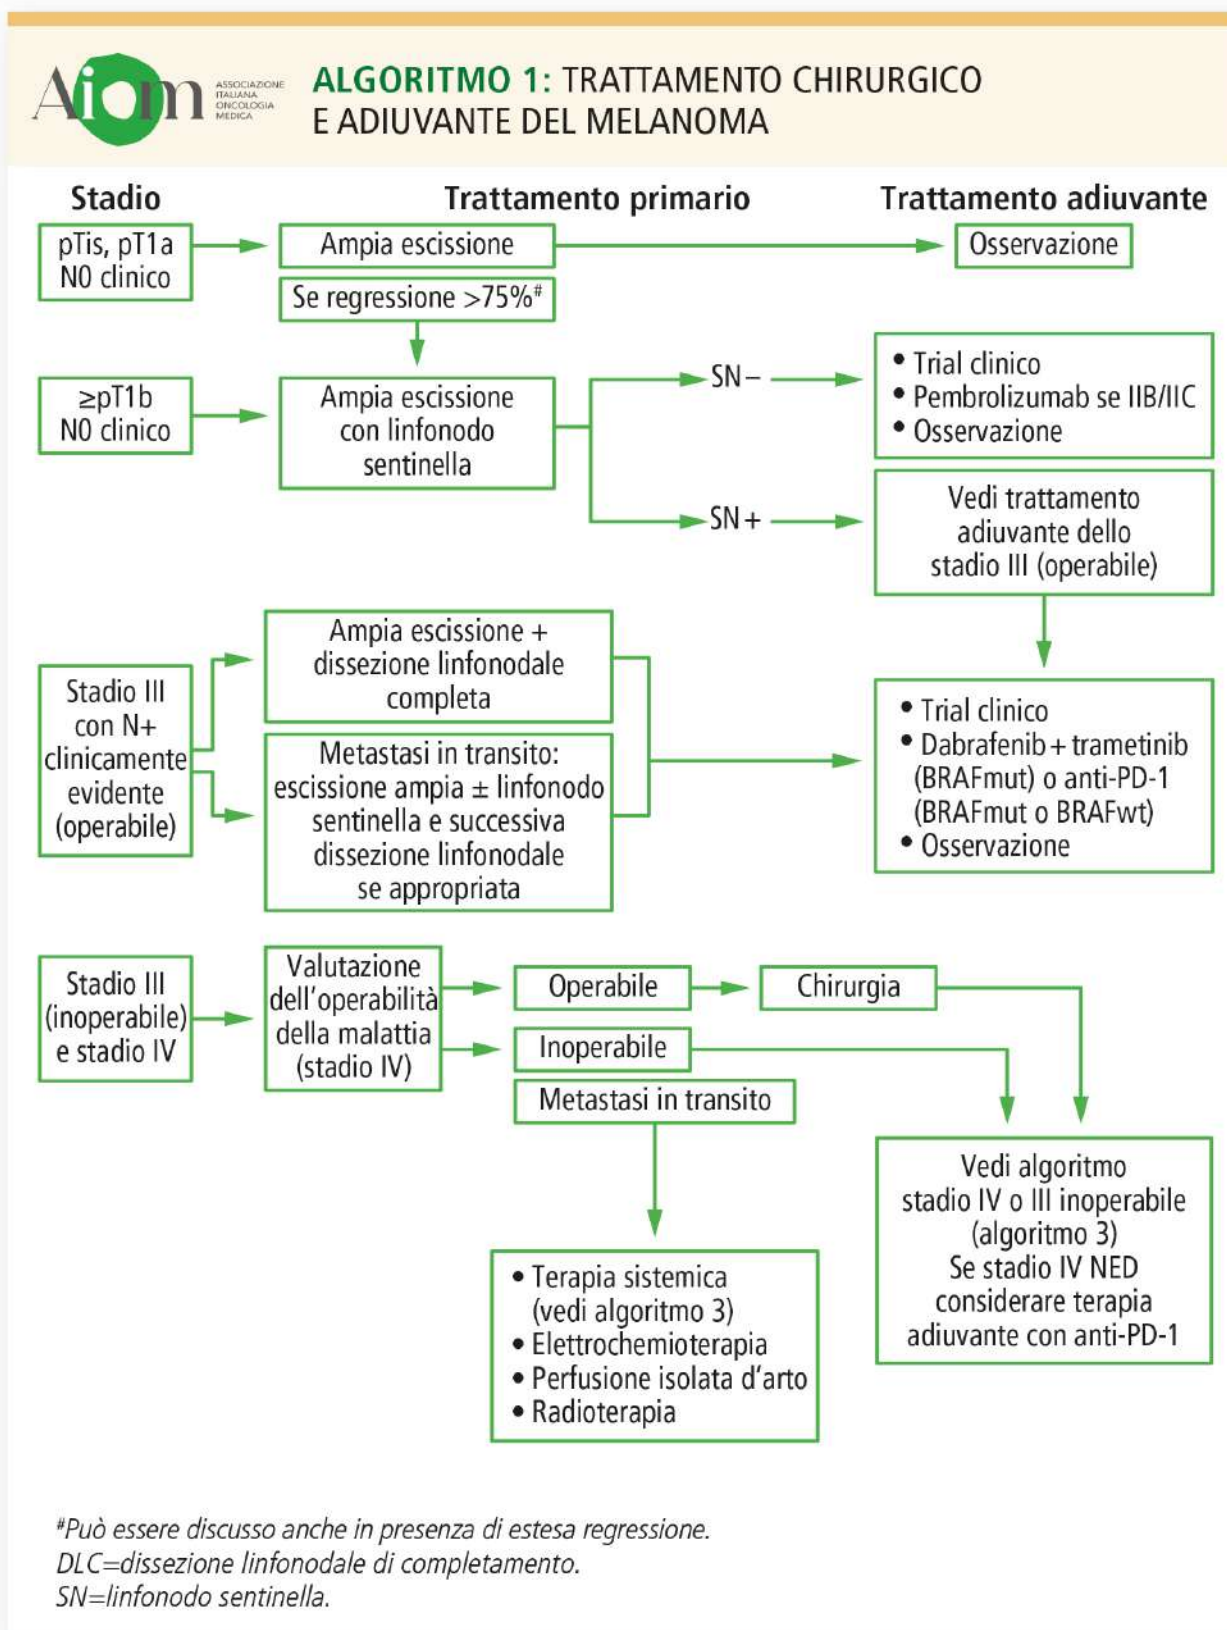 Aiom
ASSOCIAZIONE
ITALIANA
ONCOLOGIA
MEDICA
ALGORITMO 1: TRATTAMENTO CHIRURGICO
E ADIUVANTE DEL MELANOMA
Stadio
Trattamento primario
Trattamento adiuvante
pTis, pT1a
N0 clinico
Ampia escissione
Osservazione
Se regressione >75%#
≥pT1b
N0 clinico
Ampia escissione
con linfonodo
sentinella
SN−
• Trial clinico
• Pembrolizumab se IIB/IIC
• Osservazione
SN+
Vedi trattamento
adiuvante dello
stadio III (operabile)
Stadio III
con N+
clinicamente
evidente
(operabile)
Ampia escissione +
dissezione linfonodale
completa
Metastasi in transito:
escissione ampia ± linfonodo
sentinella e successiva
dissezione linfonodale
se appropriata
• Trial clinico
• Dabrafenib + trametinib
(BRAFmut) o anti-PD-1
(BRAFmut o BRAFwt)
• Osservazione
Stadio III
(inoperabile)
e stadio IV
Valutazione
dell'operabilità
della malattia
(stadio IV)
Operabile
Chirurgia
Inoperabile
Metastasi in transito
Vedi algoritmo
stadio IV o III inoperabile
(algoritmo 3)
Se stadio IV NED
considerare terapia
adiuvante con anti-PD-1
• Terapia sistemica
(vedi algoritmo 3)
• Elettrochemioterapia
• Perfusione isolata d'arto
• Radioterapia
#Può essere discusso anche in presenza di estesa regressione.
DLC=dissezione linfonodale di completamento.
SN=linfonodo sentinella.